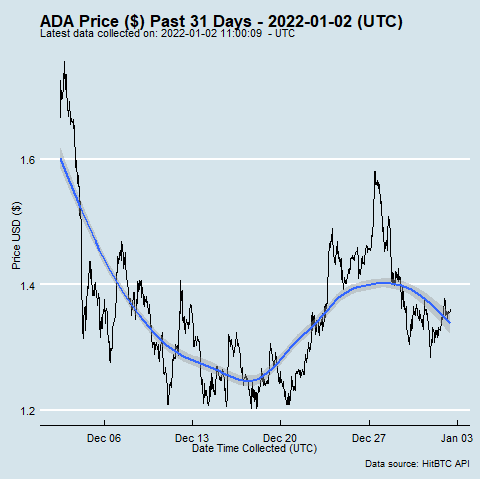 ADA Price ($) Past 31 Days - 2022-01-02 (UTC)
Latest data collected on: 2022-01-02 11:00:09 - UTC
Price USD ($)
1.6
1.4
1.2
Dec 06 Dec 13 Dec 20 Dec 27 Jan 03
Date Time Collected (UTC)
Data source: HitBTC API